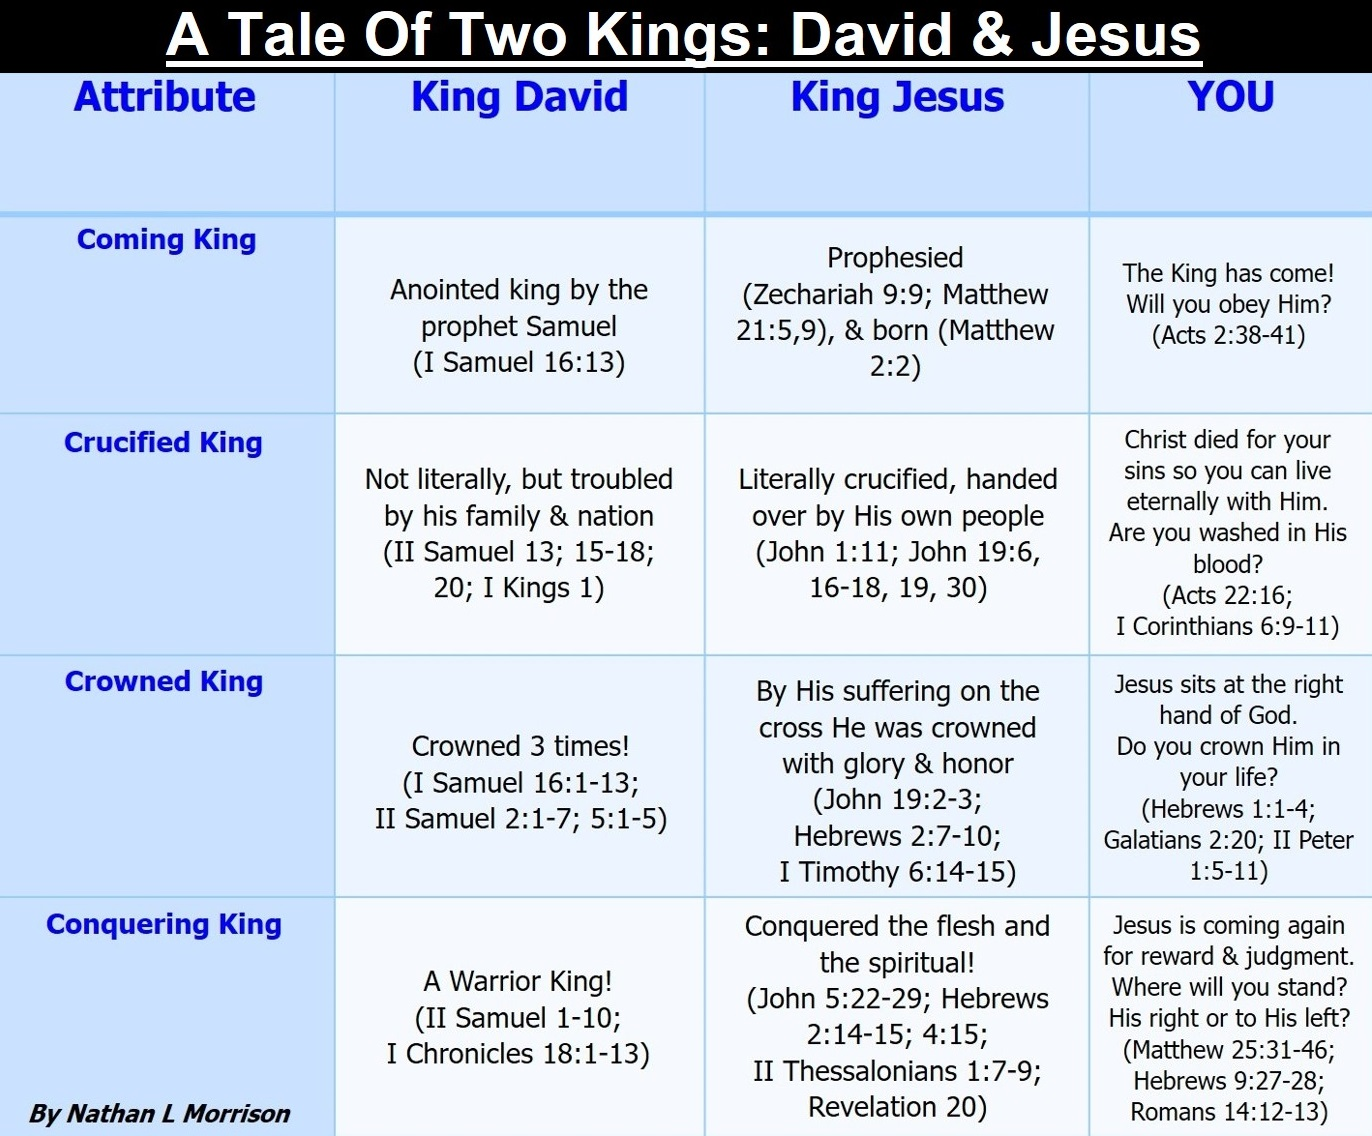 A Tale Of Two Kings: David & Jesus
Attribute
King David
King Jesus
YOU
Coming King
Anointed king by the
prophet Samuel
(I Samuel 16:13)
Prophesied
(Zechariah 9:9; Matthew
21:5,9), & born (Matthew
2:2)
The King has come!
Will you obey Him?
(Acts 2:38-41)
Crucified King
Not literally, but troubled
by his family & nation
(II Samuel 13; 15-18;
20; I Kings 1)
Literally crucified, handed
over by His own people
(John 1:11; John 19:6,
16-18, 19, 30)
Christ died for your
sins so you can live
eternally with Him.
Are you washed in His
blood?
(Acts 22:16;
I Corinthians 6:9-11)
Crowned King
Crowned 3 times!
(I Samuel 16:1-13;
II Samuel 2:1-7; 5:1-5)
By His suffering on the
cross He was crowned
with glory & honor
(John 19:2-3;
Hebrews 2:7-10;
I Timothy 6:14-15)
Jesus sits at the right
hand of God.
Do you crown Him in
your life?
(Hebrews 1:1-4;
Galatians 2:20; II Peter
1:5-11)
Conquering King
A Warrior King!
(II Samuel 1-10;
I Chronicles 18:1-13)
Conquered the flesh and
the spiritual!
(John 5:22-29; Hebrews
2:14-15; 4:15;
II Thessalonians 1:7-9;
Revelation 20)
Jesus is coming again
for reward & judgment.
Where will you stand?
His right or to His left?
(Matthew 25:31-46;
Hebrews 9:27-28;
Romans 14:12-13)
By Nathan L Morrison